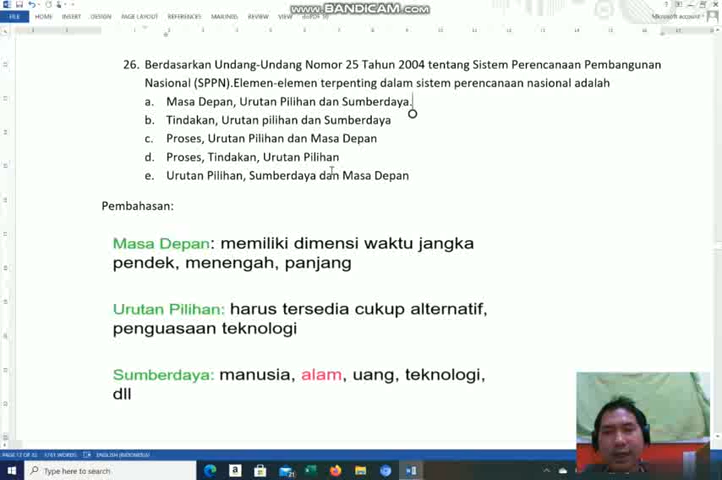 www.BANDICAM.com
FILE HOME INSERT DESIGN PAGE LAYOUT REFERENCES MAILINGS REVIEW VIEW
Microsoft account
26. Berdasarkan Undang-Undang Nomor 25 Tahun 2004 tentang Sistem Perencanaan Pembangunan
Nasional (SPPN).Elemen-elemen terpenting dalam sistem perencanaan nasional adalah
a. Masa Depan, Urutan Pilihan dan Sumberdaya.
b. Tindakan, Urutan pilihan dan Sumberdaya
c. Proses, Urutan Pilihan dan Masa Depan
d. Proses, Tindakan, Urutan Pilihan
e. Urutan Pilihan, Sumberdaya dan Masa Depan
Pembahasan:
Masa Depan: memiliki dimensi waktu jangka
pendek, menengah, panjang
Urutan Pilihan: harus tersedia cukup alternatif,
penguasaan teknologi
Sumberdaya: manusia, alam, uang, teknologi,
dll
ENGLISH (INDONESIA)
Type here to search